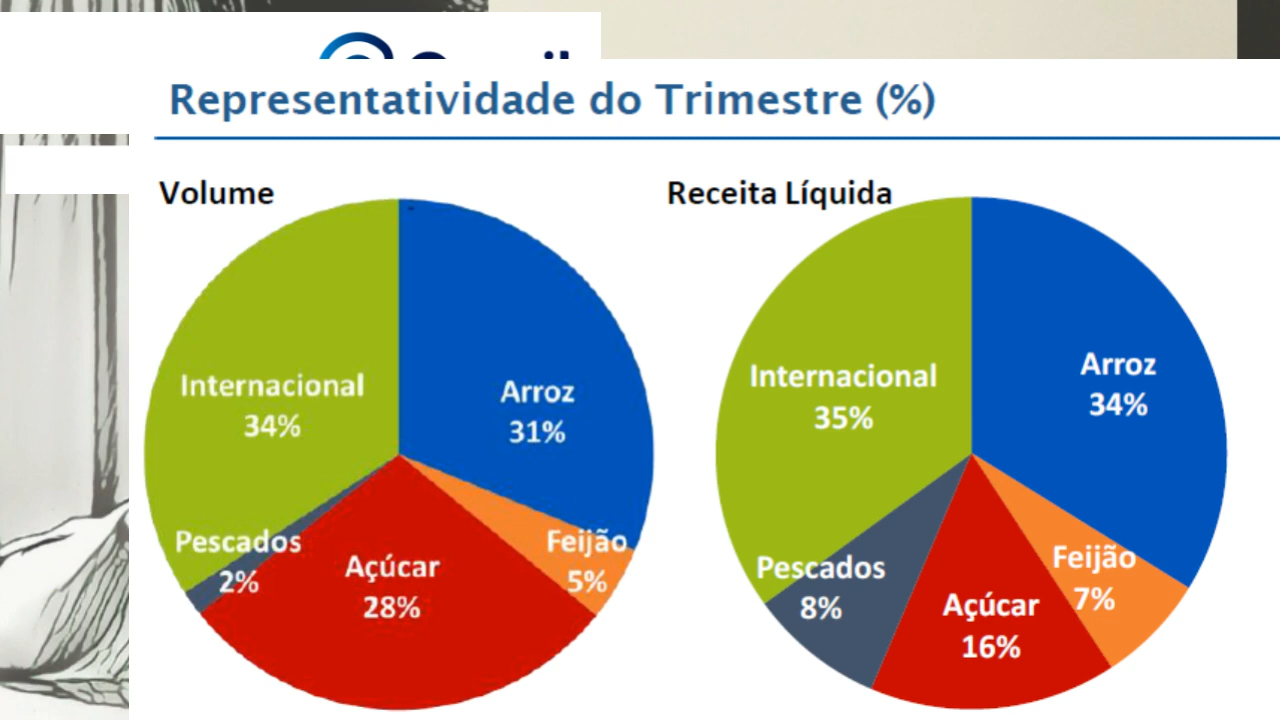 Representatividade do Trimestre (%)
Volume
Internacional
34%
Arroz
31%
Pescados
2%
Açúcar
28%
Feijão
5%
Receita Líquida
Internacional
35%
Arroz
34%
Pescados
8%
Açúcar
16%
Feijão
7%